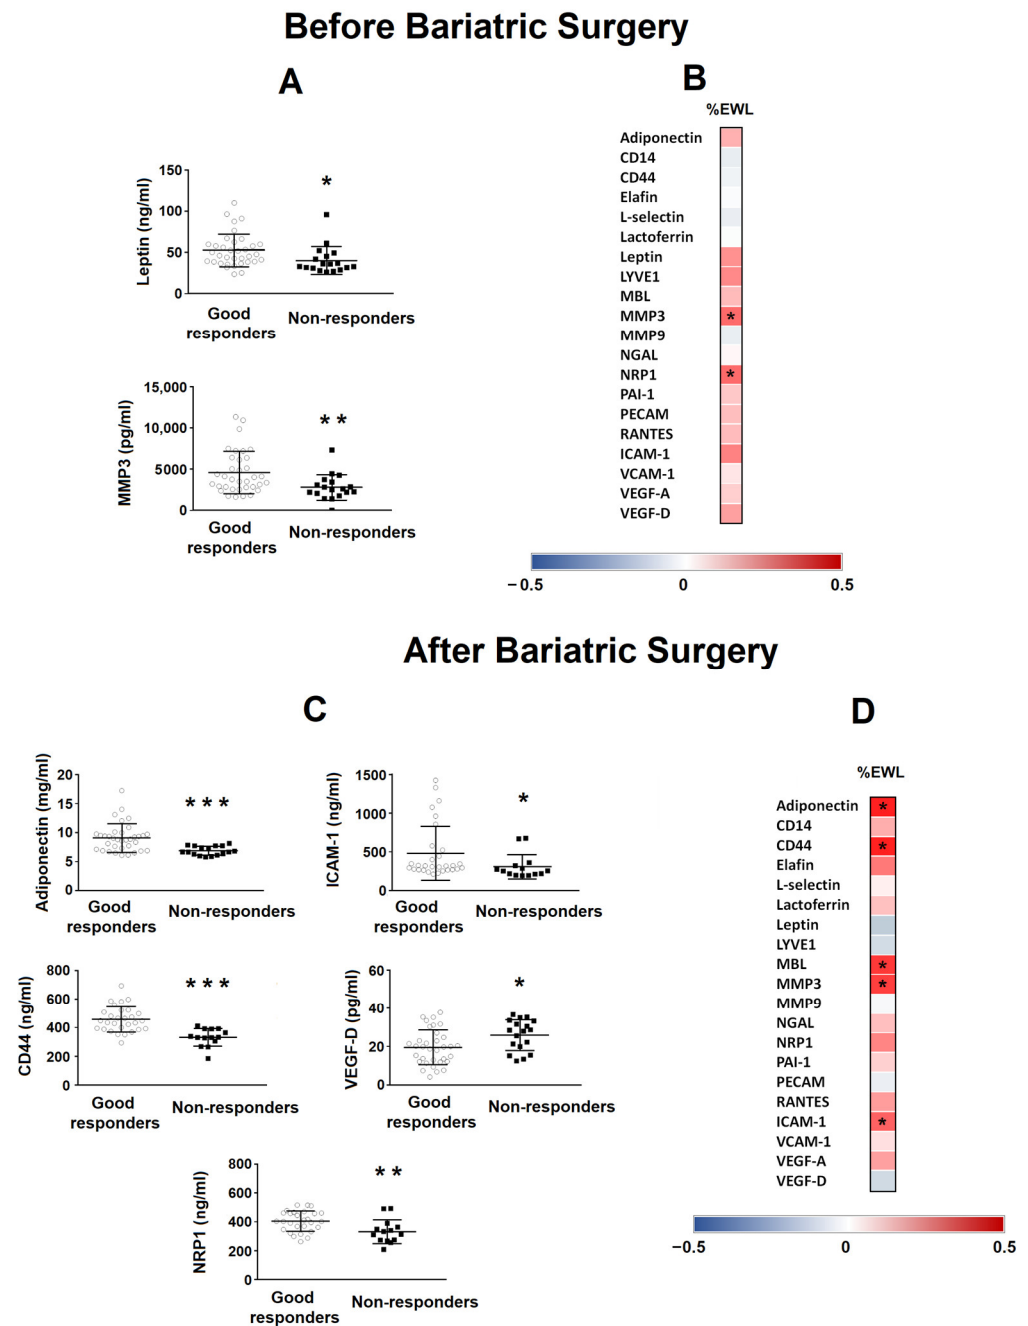 Before Bariatric Surgery
A
Leptin (ng/ml)
150
100
50
0
*
Good
responders
Non-responders
MMP3 (pg/ml)
15,000
10,000
5000
0
* *
Good
responders
Non-responders
B
%EWL
Adiponectin
CD14
CD44
Elafin
L-selectin
Lactoferrin
Leptin
LYVE1
MBL
MMP3 *
MMP9
NGAL
NRP1 *
PAI-1
PECAM
RANTES
ICAM-1
VCAM-1
VEGF-A
VEGF-D
−0.5 0 0.5
After Bariatric Surgery
C
Adiponectin (mg/ml)
20
15
10
5
0
* * *
Good
responders
Non-responders
ICAM-1 (ng/ml)
1500
1000
500
0
*
Good
responders
Non-responders
CD44 (ng/ml)
800
600
400
200
0
* * *
Good
responders
Non-responders
VEGF-D (pg/ml)
60
40
20
0
*
Good
responders
Non-responders
NRP1 (ng/ml)
800
600
400
200
0
* *
Good
responders
Non-responders
D
%EWL
Adiponectin *
CD14
CD44 *
Elafin
L-selectin
Lactoferrin
Leptin
LYVE1
MBL *
MMP3 *
MMP9
NGAL
NRP1
PAI-1
PECAM
RANTES
ICAM-1 *
VCAM-1
VEGF-A
VEGF-D
−0.5 0 0.5